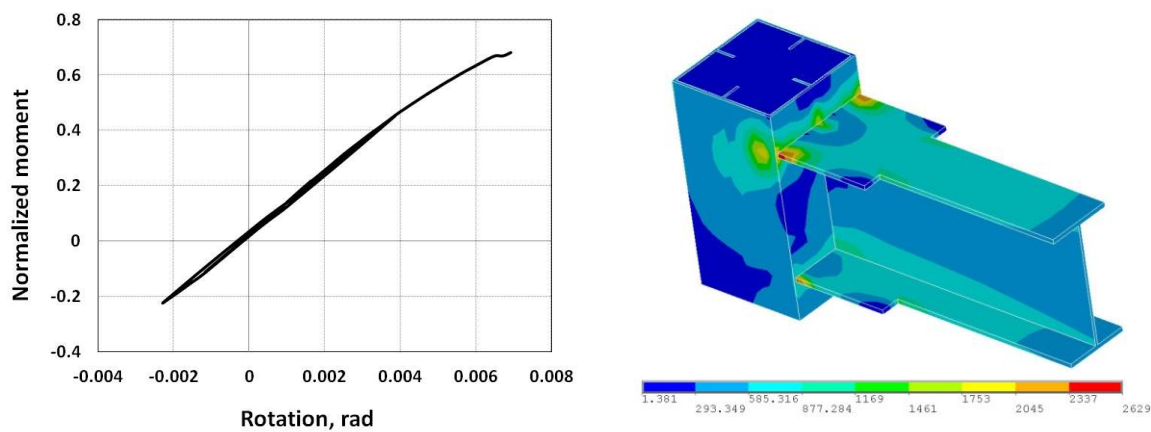 0.8
0.6
0.4
0.2
0
-0.2
-0.4
Normalized moment
-0.004 -0.002 0 0.002 0.004 0.006 0.008
Rotation, rad
1.381 585.316 1169 1753 2337
293.349 877.284 1461 2045 2629